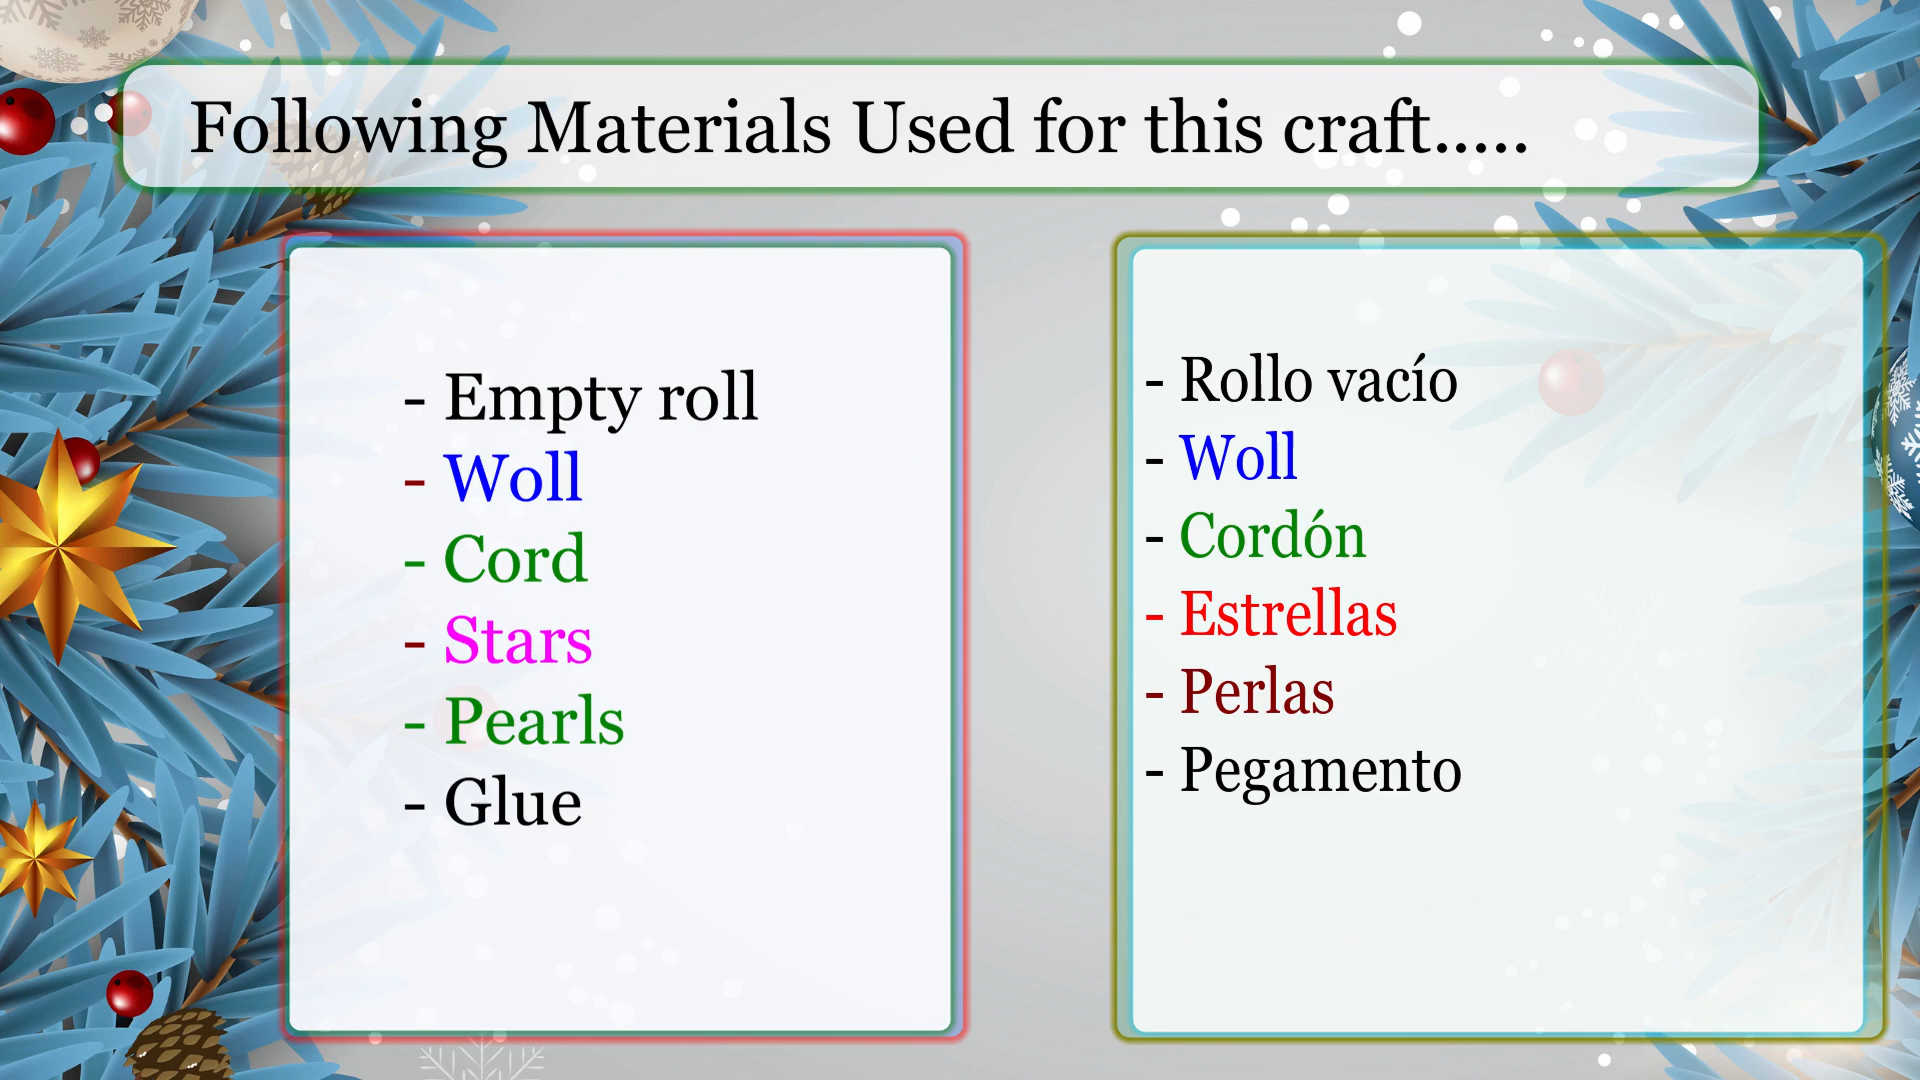 Following Materials Used for this craft.....
- Empty roll
- Woll
- Cord
- Stars
- Pearls
- Glue
- Rollo vacío
- Woll
- Cordón
- Estrellas
- Perlas
- Pegamento